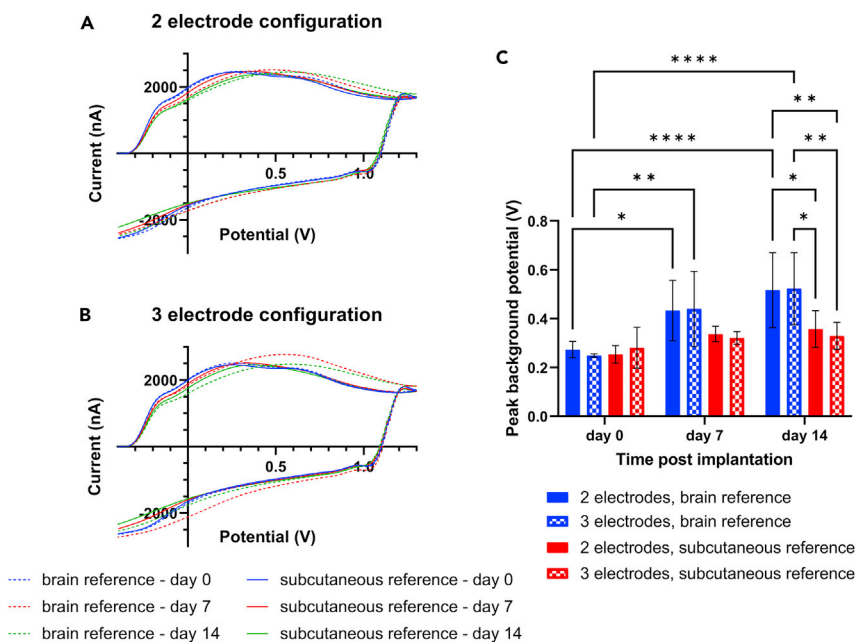 A
2 electrode configuration
2000
-2000
0.5
1.0
Current (nA)
Potential (V)
B
3 electrode configuration
2000
-2000
0.5
1.0
Current (nA)
Potential (V)
brain reference - day 0
subcutaneous reference - day 0
brain reference - day 7
subcutaneous reference - day 7
brain reference - day 14
subcutaneous reference - day 14
C
****
**
****
**
**
*
*
*
Peak background potential (V)
0.8
0.6
0.4
0.2
0.0
day 0
day 7
day 14
Time post implantation
2 electrodes, brain reference
3 electrodes, brain reference
2 electrodes, subcutaneous reference
3 electrodes, subcutaneous reference